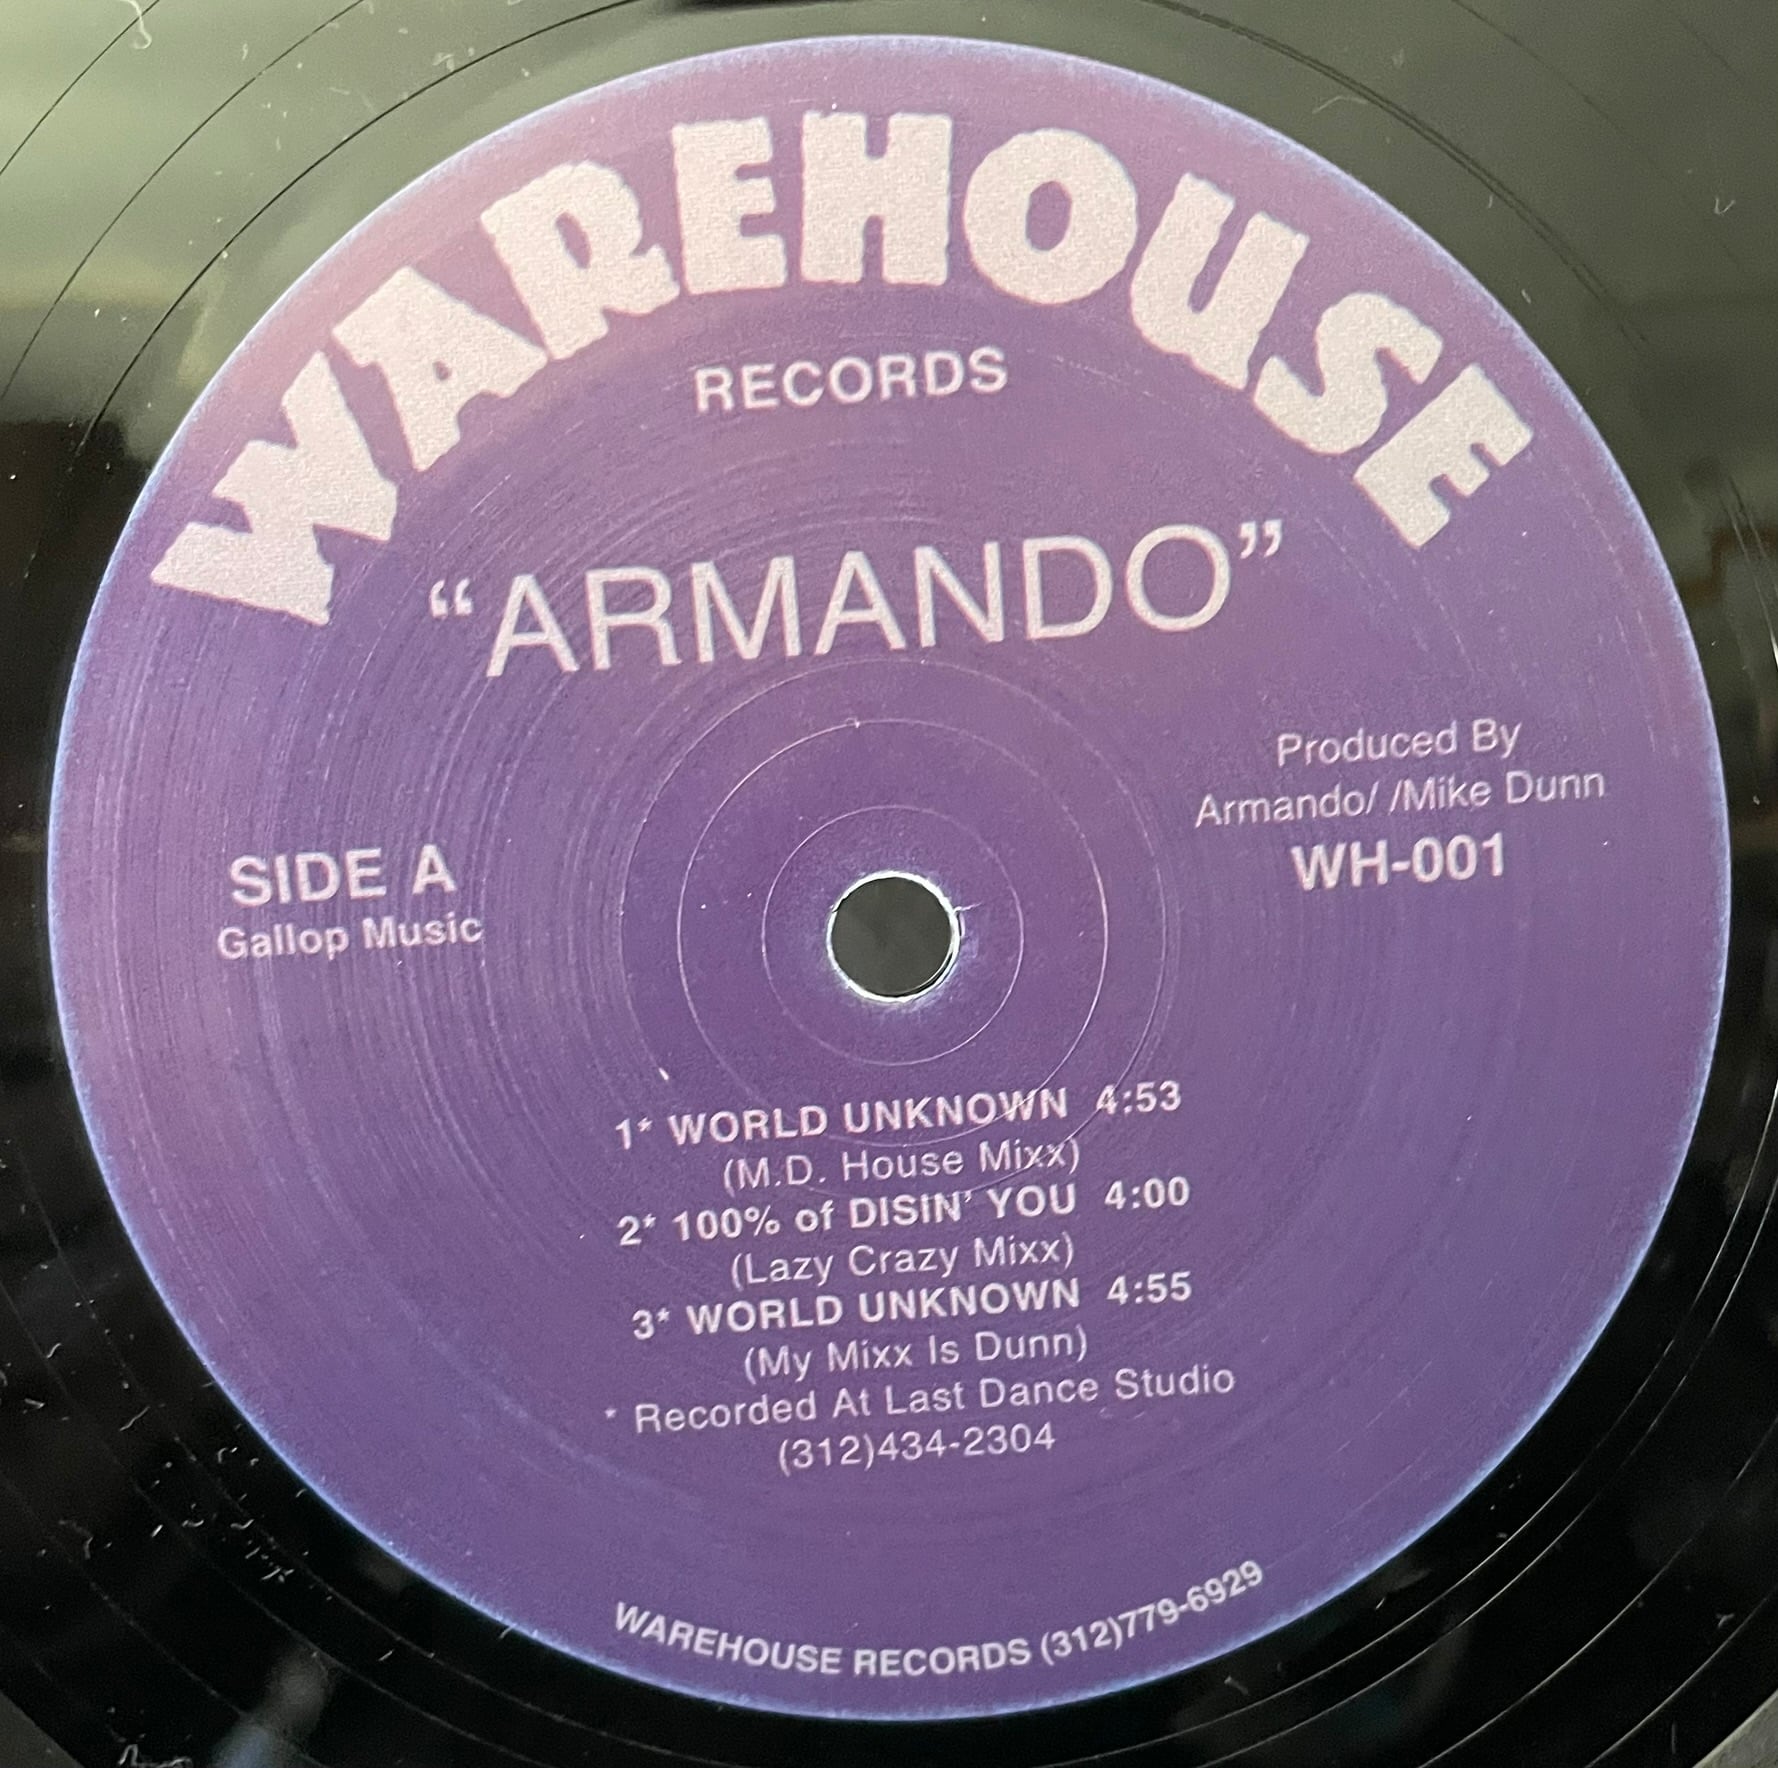 WAREHOUSE
RECORDS
“ARMANDO”
Produced By
Armando/ /Mike Dunn
WH-001
SIDE A
Gallop Music
1* WORLD UNKNOWN 4:53
(M.D. House Mixx)
2* 100% of DISIN’ YOU 4:00
(Lazy Crazy Mixx)
3* WORLD UNKNOWN 4:55
(My Mixx Is Dunn)
* Recorded At Last Dance Studio
(312)434-2304
WAREHOUSE RECORDS (312)779-6929